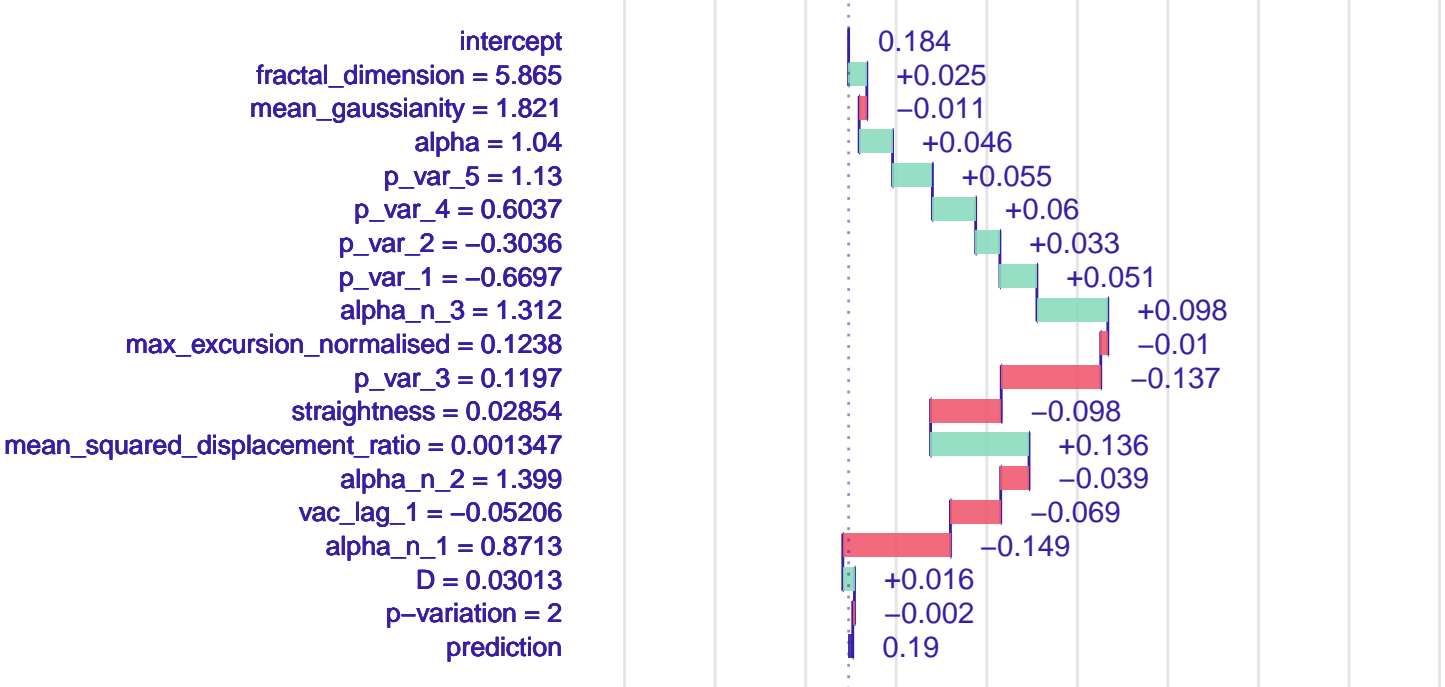 intercept 0.184
fractal_dimension = 5.865 +0.025
mean_gaussianity = 1.821 −0.011
alpha = 1.04 +0.046
p_var_5 = 1.13 +0.055
p_var_4 = 0.6037 +0.06
p_var_2 = −0.3036 +0.033
p_var_1 = −0.6697 +0.051
alpha_n_3 = 1.312 +0.098
max_excursion_normalised = 0.1238 −0.01
p_var_3 = 0.1197 −0.137
straightness = 0.02854 −0.098
mean_squared_displacement_ratio = 0.001347 +0.136
alpha_n_2 = 1.399 −0.039
vac_lag_1 = −0.05206 −0.069
alpha_n_1 = 0.8713 −0.149
D = 0.03013 +0.016
p−variation = 2 −0.002
prediction 0.19